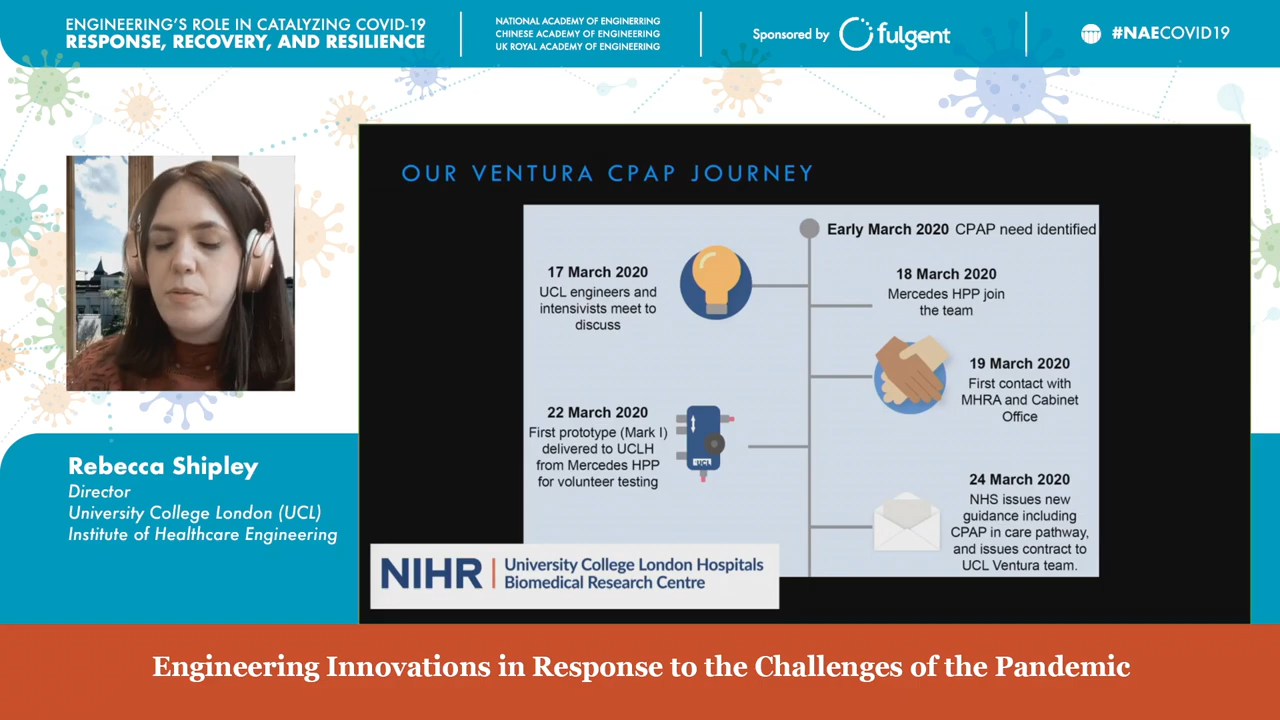 ENGINEERING'S ROLE IN CATALYZING COVID-19
RESPONSE, RECOVERY, AND RESILIENCE
NATIONAL ACADEMY OF ENGINERRING
CHINESE ACADEMY OF ENGINEERING
UK ROYAL ACADEMY OF ENGINEERING
Sponsored by fulgent
#NAECOVID19
OUR VENTURA CPAP JOURNEY
Early March 2020 CPAP need identified
17 March 2020
UCL engineers and
intensivists meet to
discuss
18 March 2020
Mercedes HPP join
the team
19 March 2020
First contact with
MHRA and Cabinet
Office
22 March 2020
First prototype (Mark I)
delivered to UCLH
from Mercedes HPP
for volunteer testing
UCL
24 March 2020
NHS issues new
guidance including
CPAP in care pathway,
and issues contract to
UCL Ventura team.
NIHR
University College London Hospitals
Biomedical Research Centre
Rebecca Shipley
Director
University College London (UCL)
Institute of Healthcare Engineering
Engineering Innovations in Response to the Challenges of the Pandemic